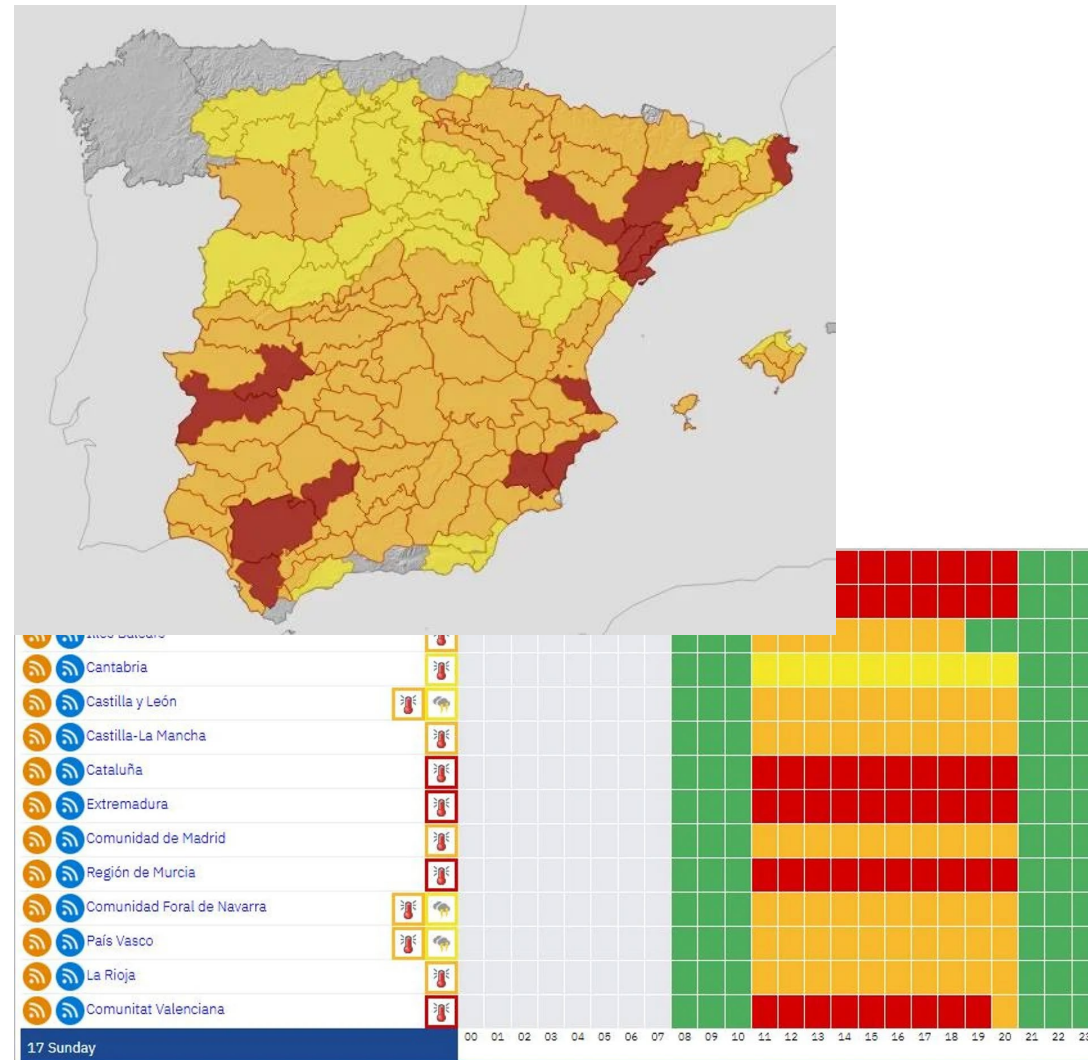 Cantabria
Castilla y León
Castilla-La Mancha
Cataluña
Extremadura
Comunidad de Madrid
Región de Murcia
Comunidad Foral de Navarra
País Vasco
La Rioja
Comunitat Valenciana
17 Sunday 00 01 02 03 04 05 06 07 08 09 10 11 12 13 14 15 16 17 18 19 20 21 22 23